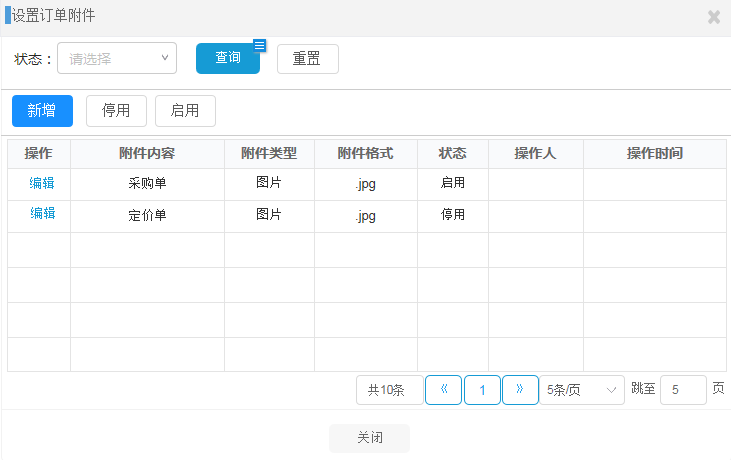 设置订单附件
状态： 请选择 查询 重置
新增 停用 启用
操作 附件内容 附件类型 附件格式 状态 操作人 操作时间
编辑 采购单 图片 .jpg 启用
编辑 定价单 图片 .jpg 停用
共10条 《 1 》 5条/页 跳至 5 页
关闭